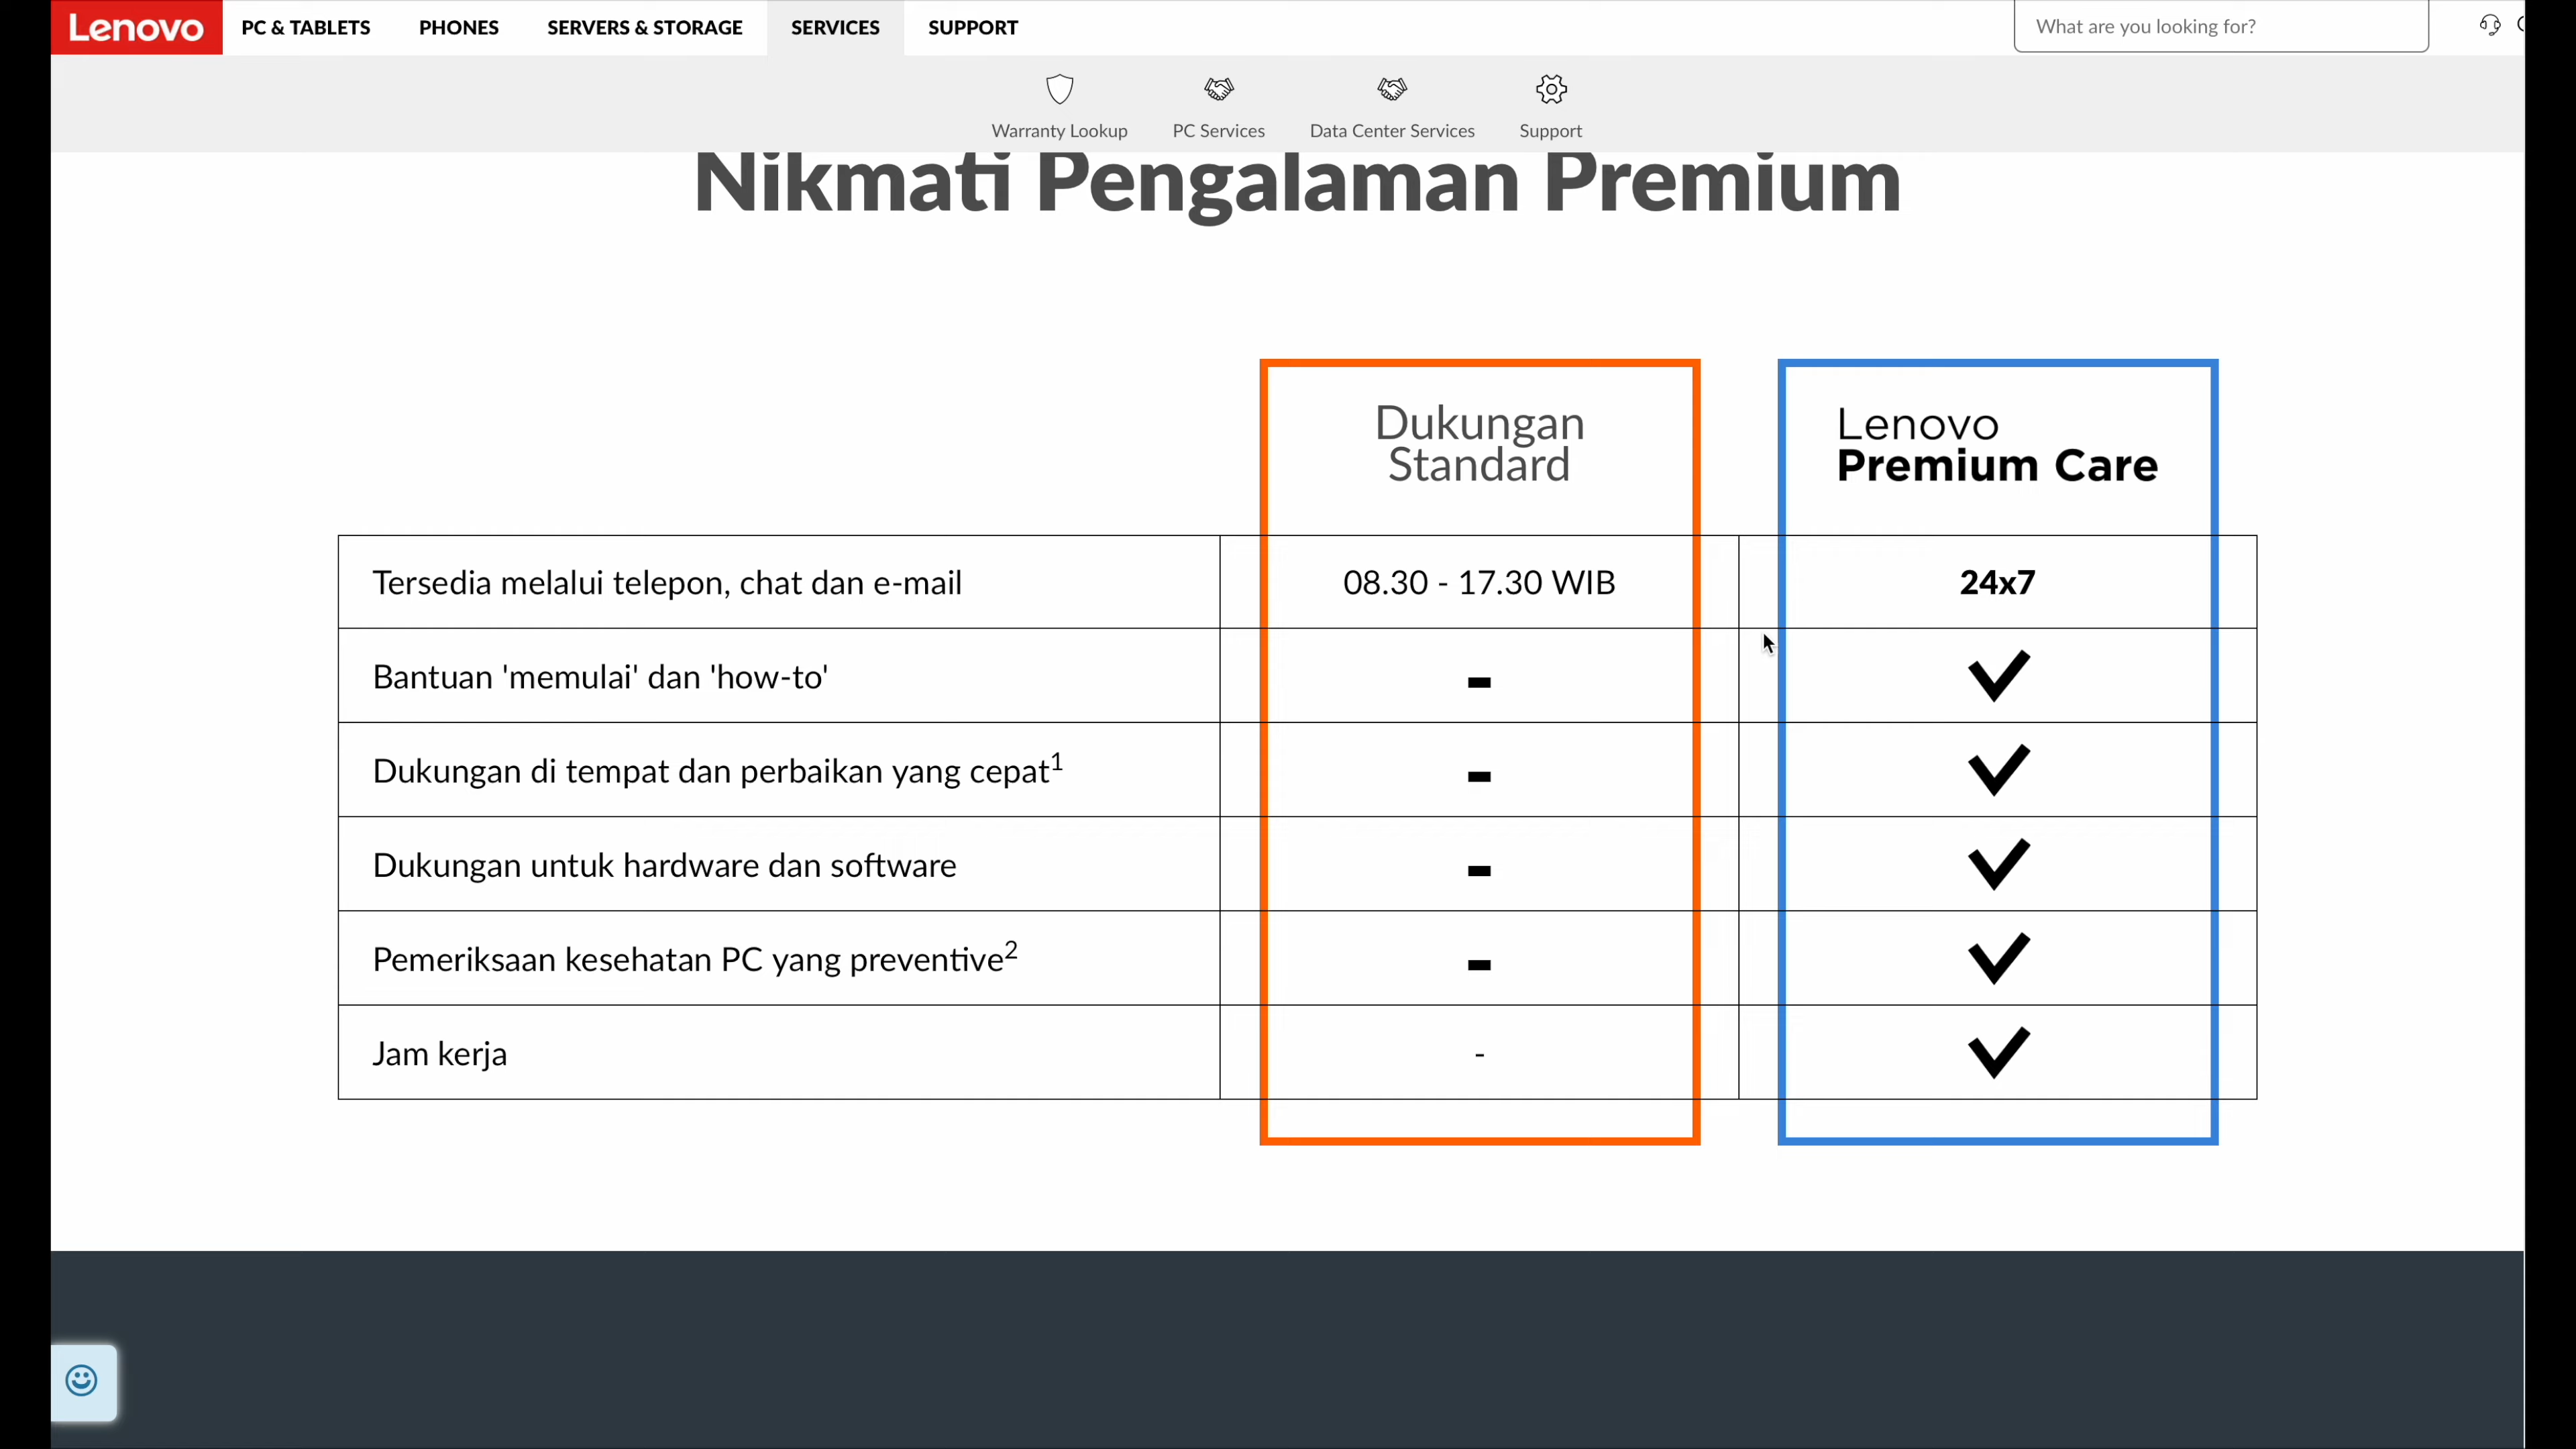 Lenovo PC & TABLETS PHONES SERVERS & STORAGE SERVICES SUPPORT What are you looking for?
Warranty Lookup PC Services Data Center Services Support
Nikmati Pengalaman Premium
Dukungan
Standard
Lenovo
Premium Care
Tersedia melalui telepon, chat dan e-mail 08.30 - 17.30 WIB 24x7
Bantuan 'memulai' dan 'how-to' -
Dukungan di tempat dan perbaikan yang cepat1 -
Dukungan untuk hardware dan software -
Pemeriksaan kesehatan PC yang preventive2 -
Jam kerja -